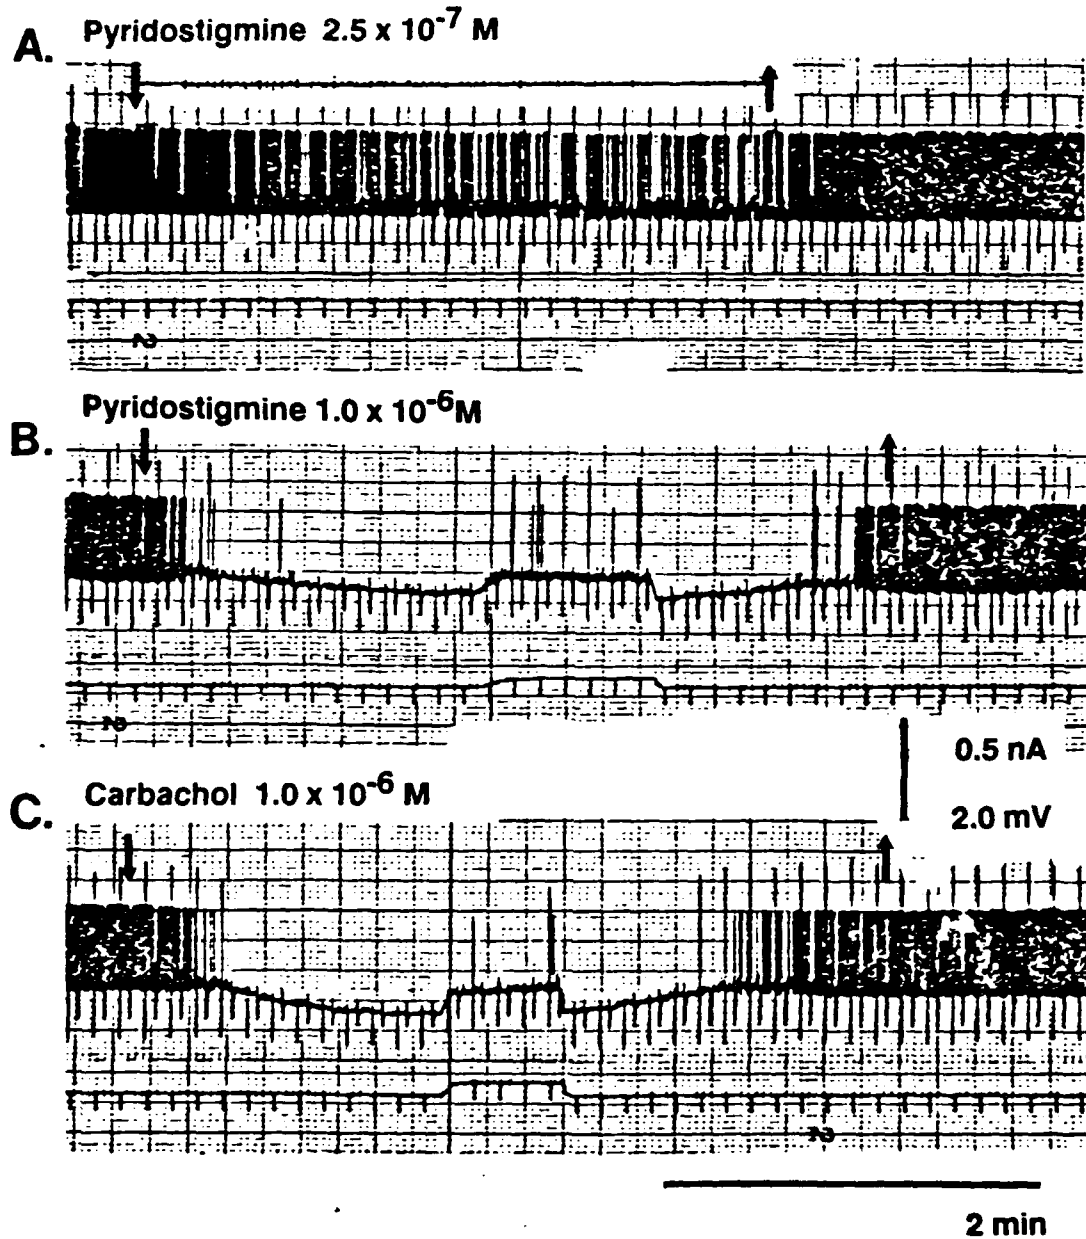 A. Pyridostigmine 2.5 x 10⁻⁷ M
B. Pyridostigmine 1.0 x 10⁻⁶M
0.5 nA
2.0 mV
C. Carbachol 1.0 x 10⁻⁶ M
2 min